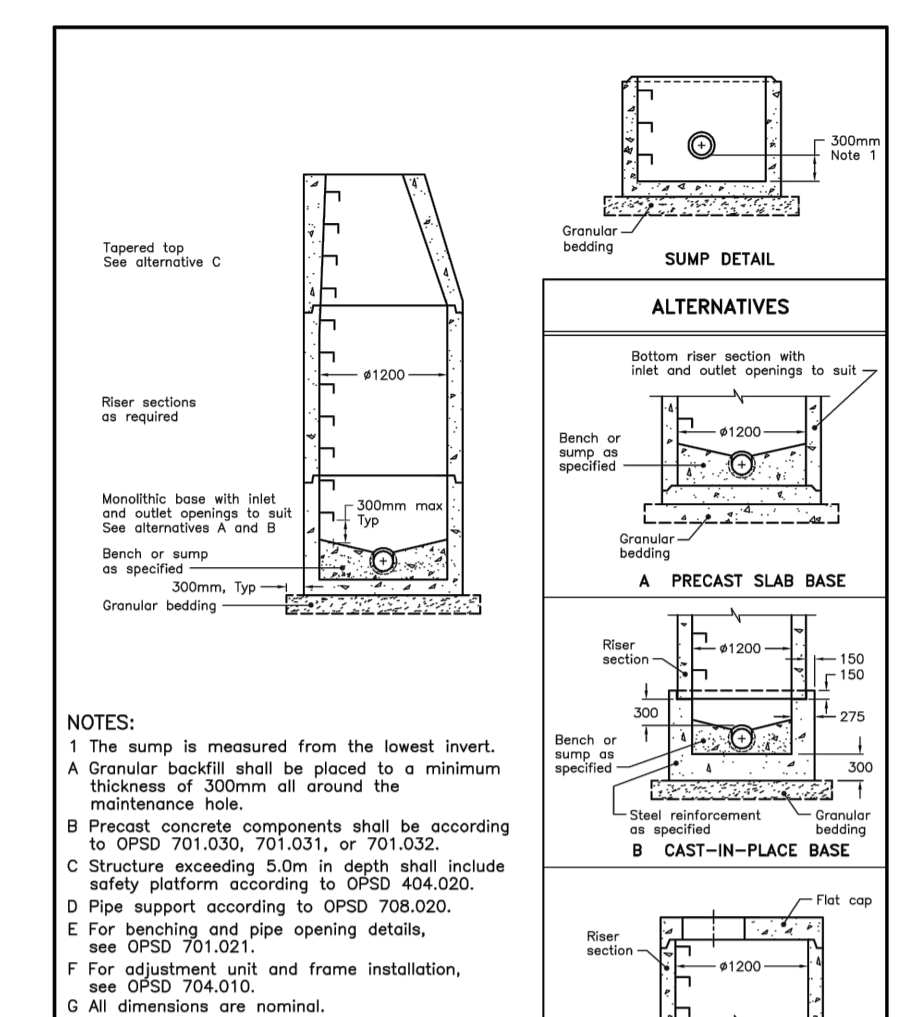 300mm
Note 1
Granular
bedding
SUMP DETAIL
Tapered top
See alternative C
ø1200
Riser sections
as required
Monolithic base with inlet
and outlet openings to suit
See alternatives A and B
300mm max
Typ
Bench or sump
as specified
300mm, Typ
Granular bedding
ALTERNATIVES
Bottom riser section with
inlet and outlet openings to suit
ø1200
Bench or
sump as
specified
Granular
bedding
A PRECAST SLAB BASE
Riser
section
ø1200
150
150
300
275
Bench or
sump as
specified
300
Steel reinforcement
as specified
Granular
bedding
B CAST-IN-PLACE BASE
Flat cap
Riser
section
ø1200
NOTES:
1 The sump is measured from the lowest invert.
A Granular backfill shall be placed to a minimum
thickness of 300mm all around the
maintenance hole.
B Precast concrete components shall be according
to OPSD 701.030, 701.031, or 701.032.
C Structure exceeding 5.0m in depth shall include
safety platform according to OPSD 404.020.
D Pipe support according to OPSD 708.020.
E For benching and pipe opening details,
see OPSD 701.021.
F For adjustment unit and frame installation,
see OPSD 704.010.
G All dimensions are nominal.